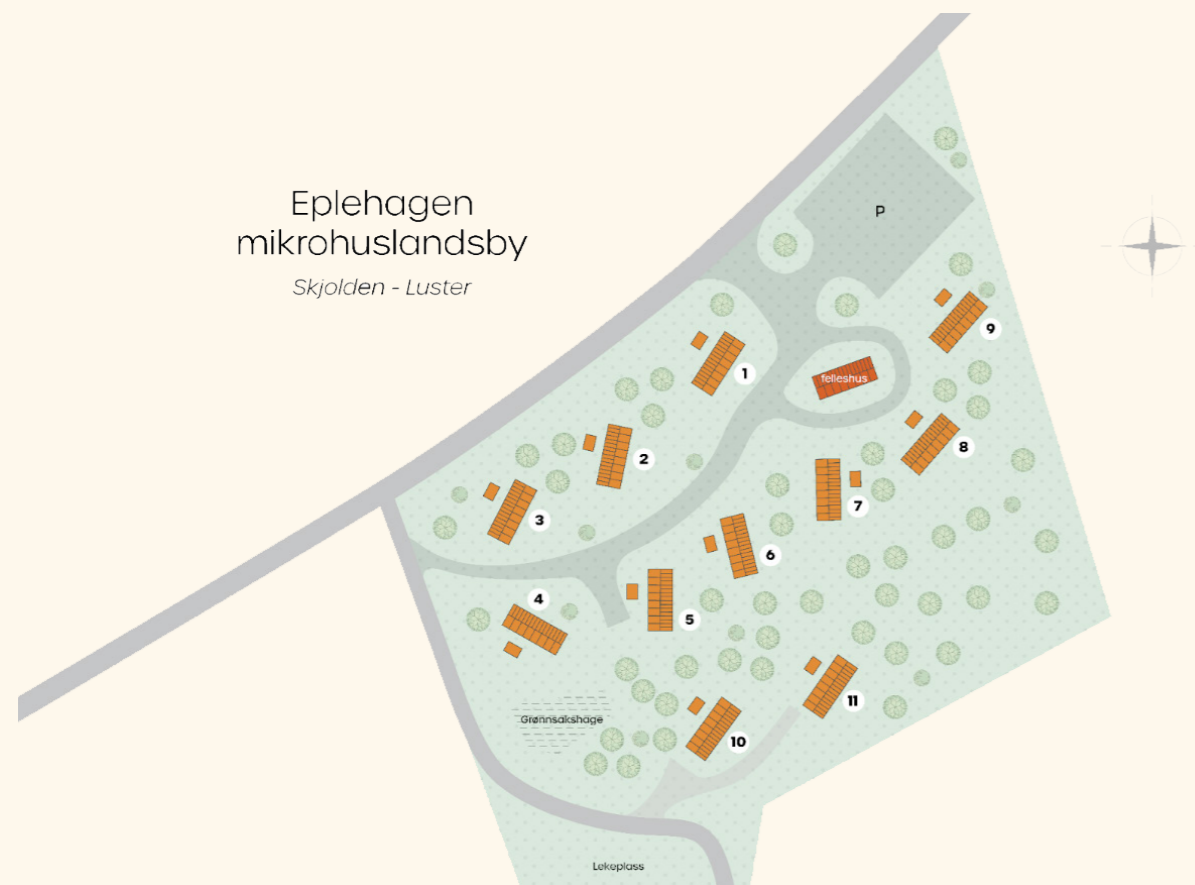 Eplehagen
mikrohuslandsby
Skjolden - Luster
P
9
1
felleshus
2
8
3
7
6
4
5
11
Grønnsakshage
10
Lekeplass